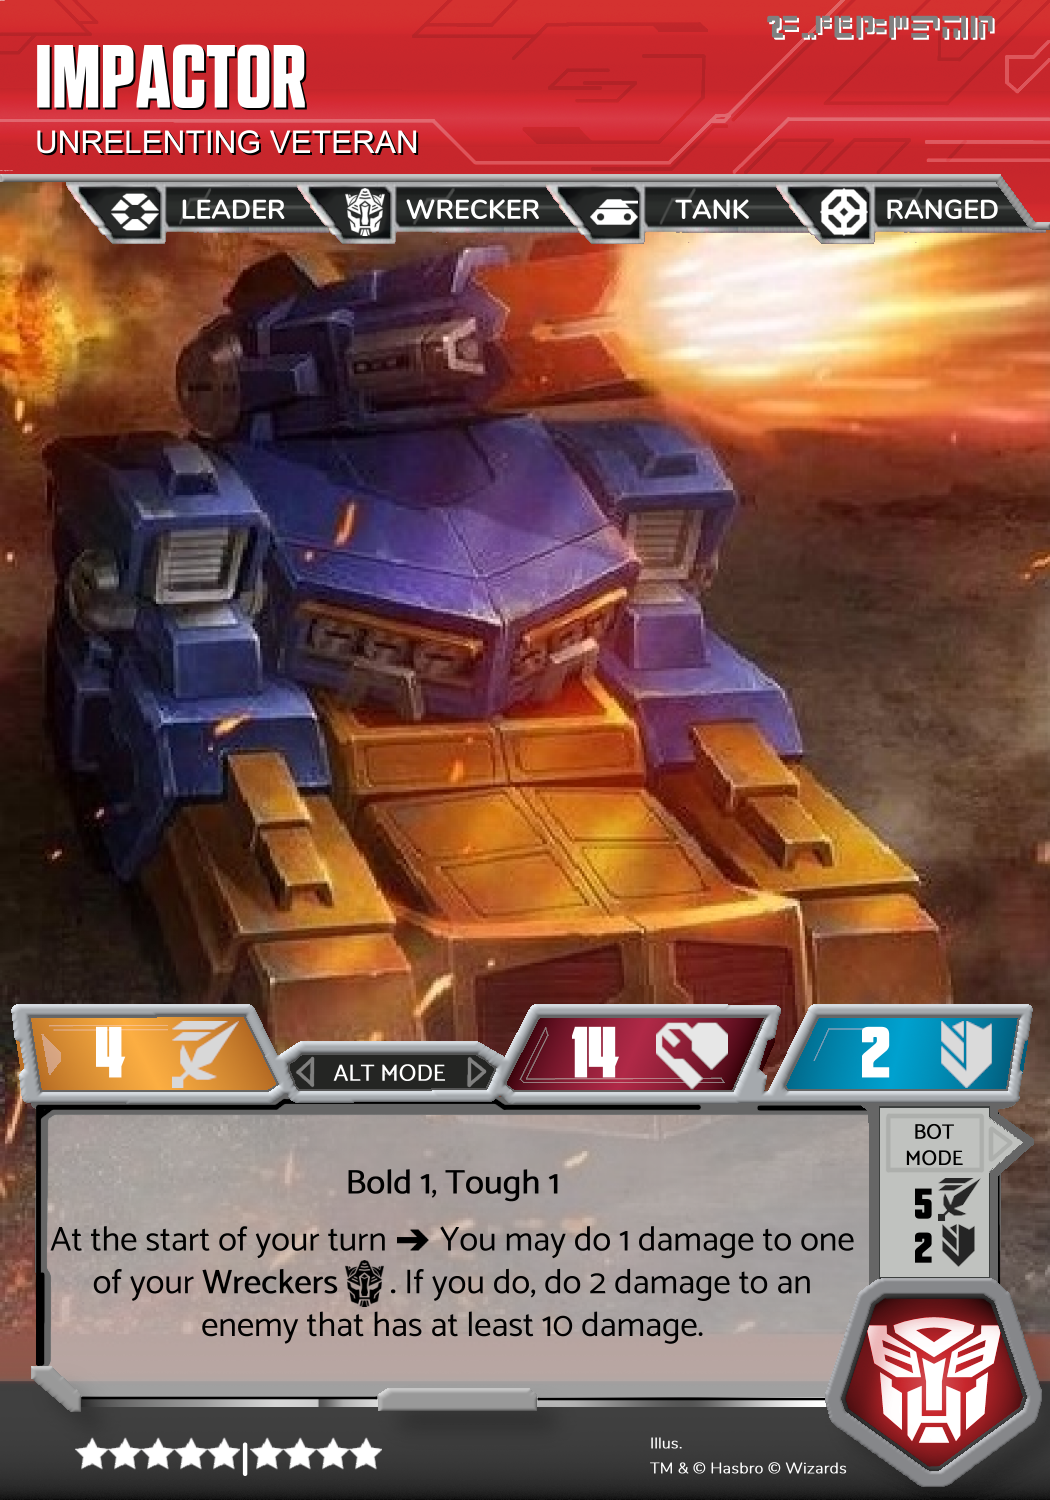 IMPACTOR
UNRELENTING VETERAN
LEADER WRECKER TANK RANGED
4 ALT MODE 14 2
BOT
MODE
5
2
Bold 1, Tough 1
At the start of your turn ➔ You may do 1 damage to one
of your Wreckers . If you do, do 2 damage to an
enemy that has at least 10 damage.
Illus.
TM & © Hasbro © Wizards